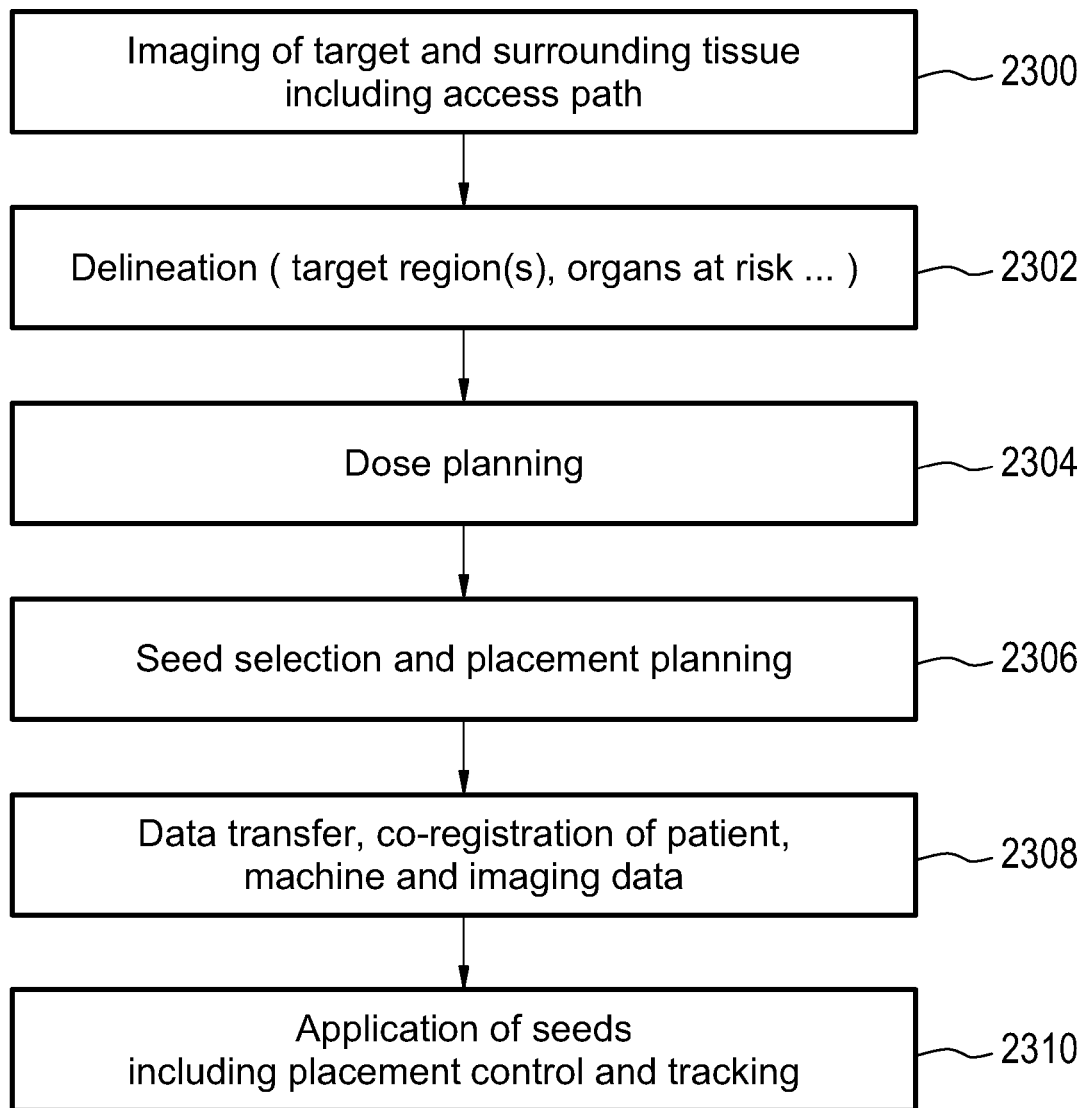 Imaging of target and surrounding tissue
including access path
2300
Delineation ( target region(s), organs at risk ... )
2302
Dose planning
2304
Seed selection and placement planning
2306
Data transfer, co-registration of patient,
machine and imaging data
2308
Application of seeds
including placement control and tracking
2310